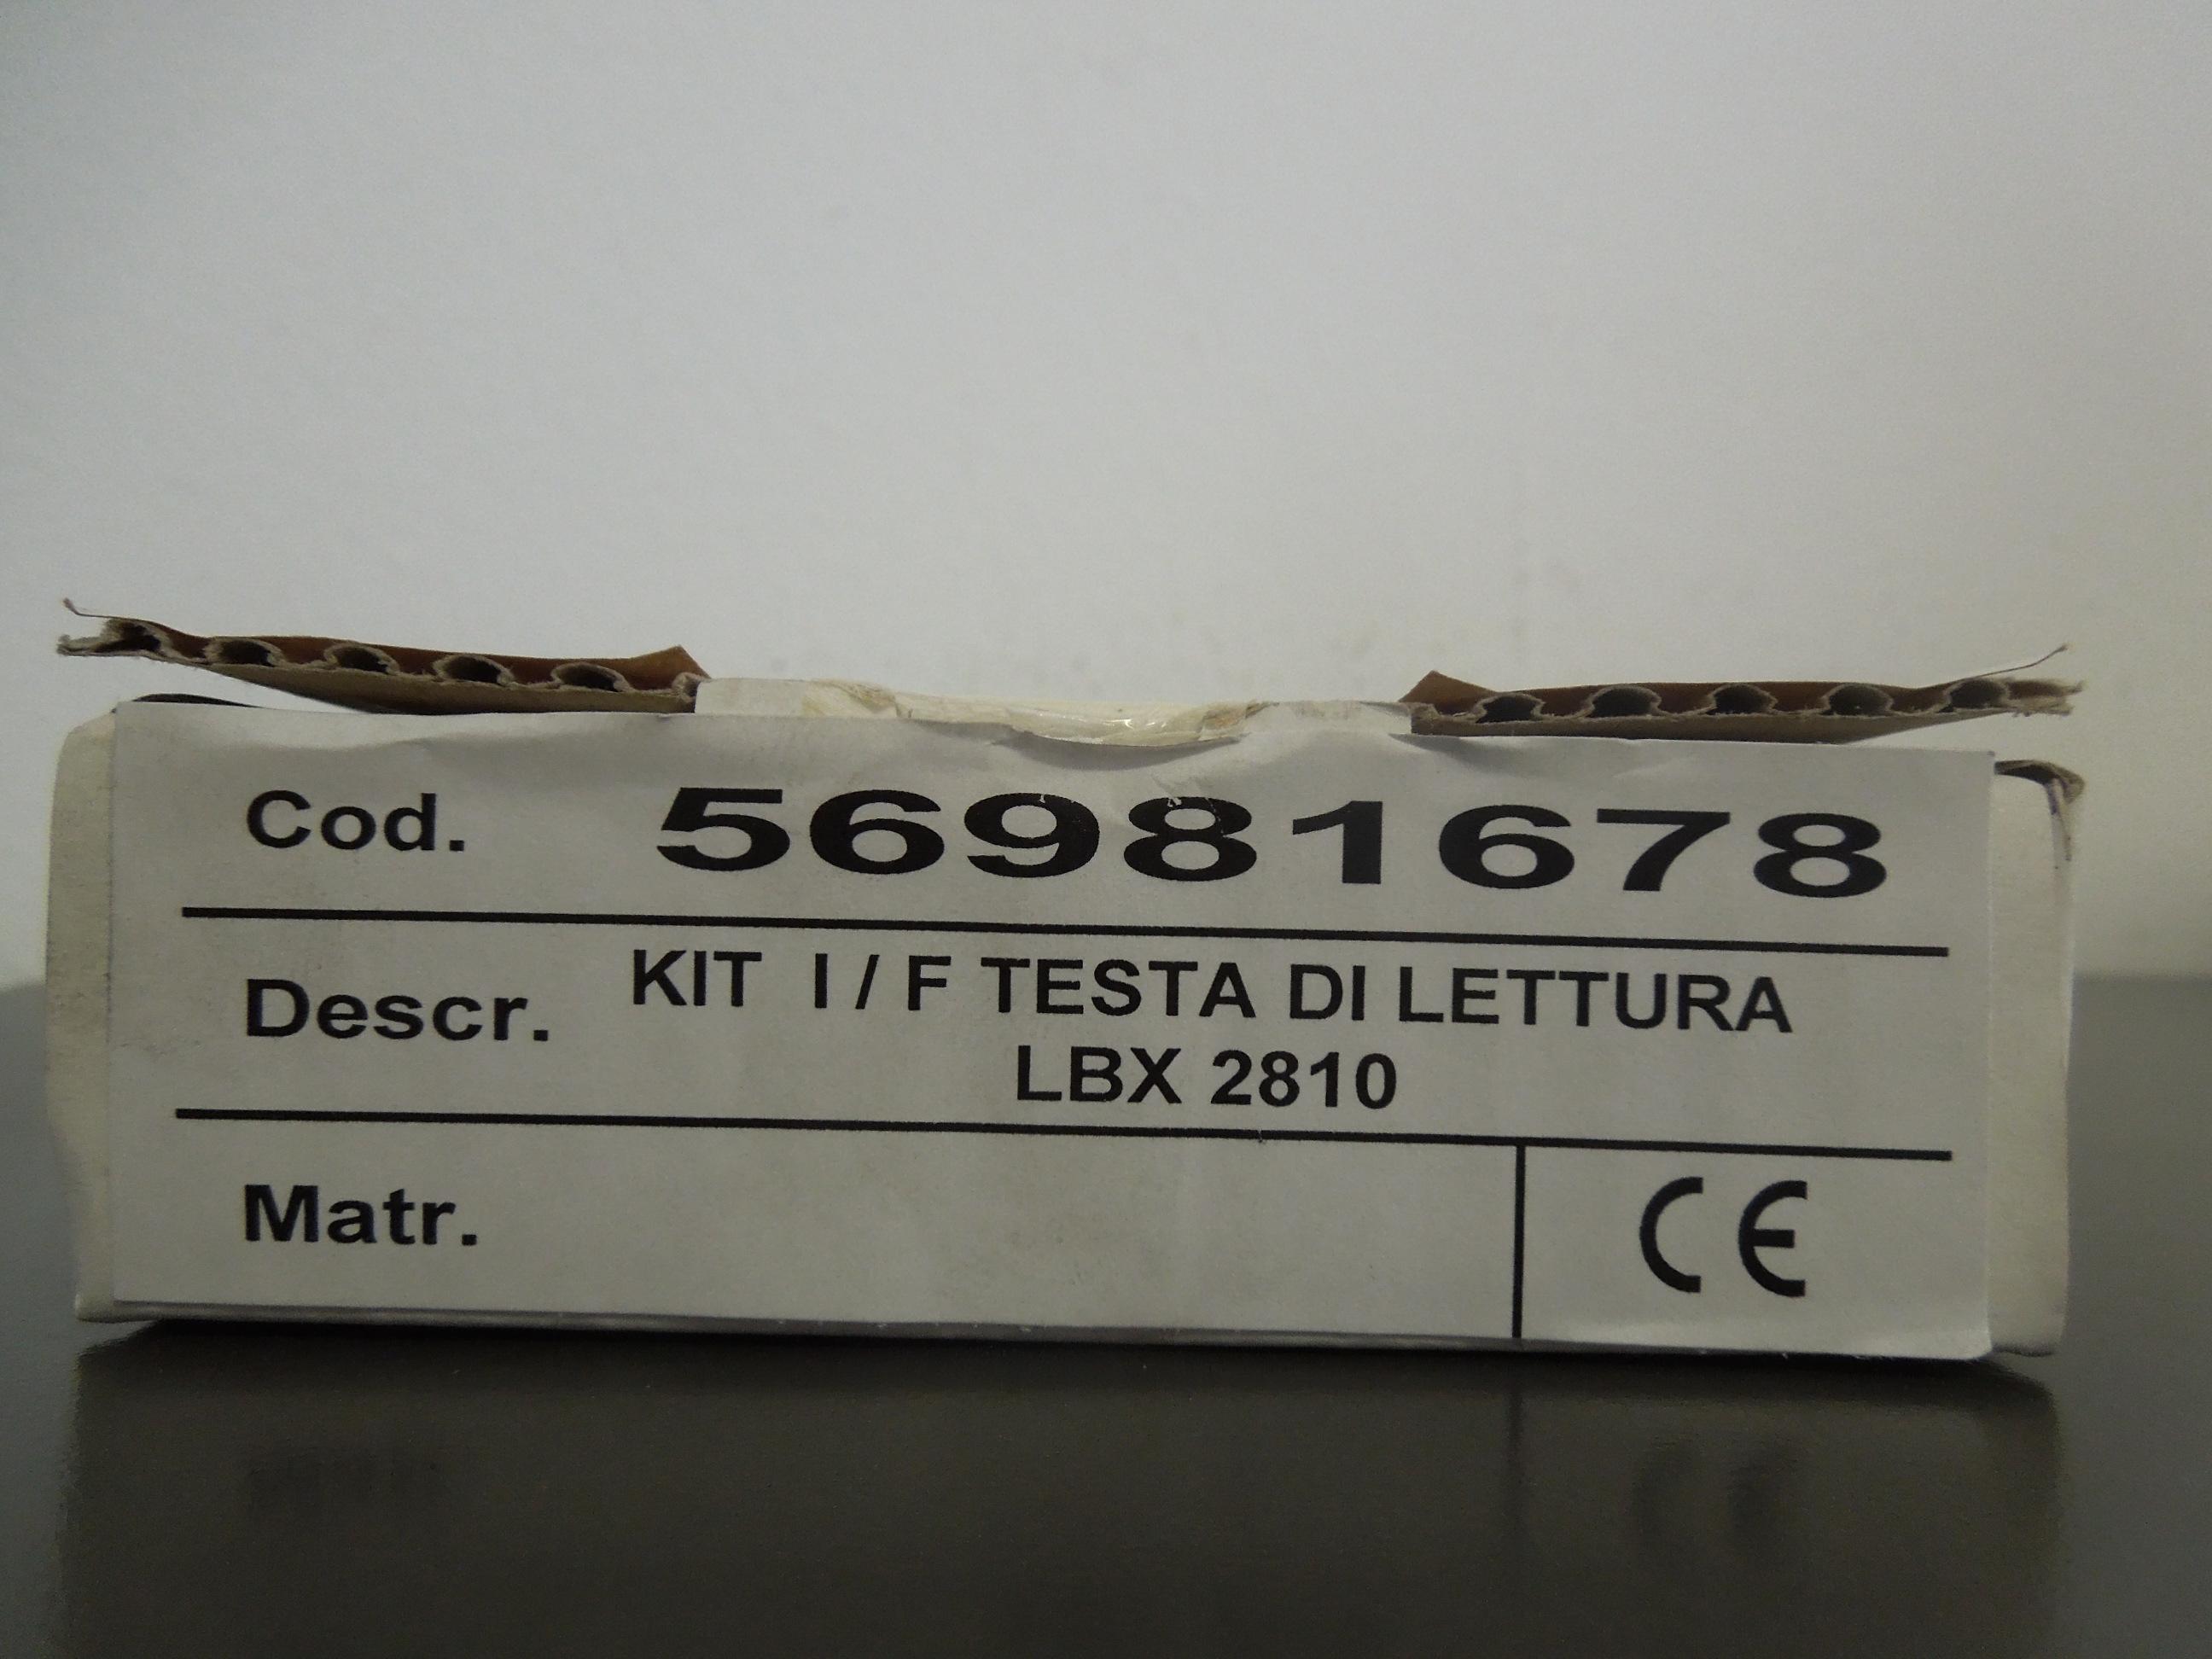 Cod. 56981678
Descr. KIT I / F TESTA DI LETTURA
LBX 2810
Matr. CE